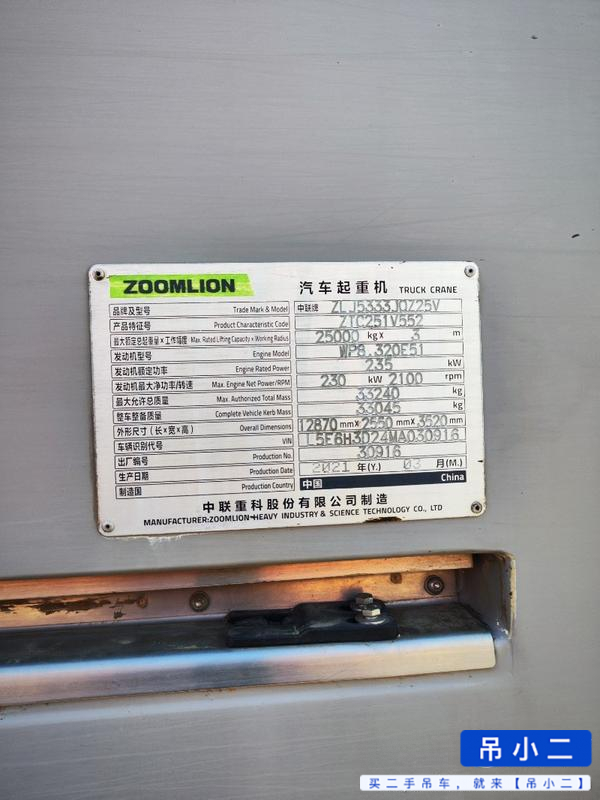 ZOOMLION 汽车起重机 TRUCK CRANE
品牌及型号 Trade Mark & Model 中联牌 ZLJ5333JQZ25V
产品特征号 Product Characteristic Code ZTC251V552
最大额定总起重量×工作幅度 Max. Rated Lifting Capacity × Working Radius 25000 kg× 3 m
发动机型号 Engine Model WP8.320E51
发动机额定功率 Engine Rated Power 235 kW
发动机最大净功率/转速 Max. Engine Net Power/RPM 230 kW 2100 rpm
最大允许总质量 Max. Authorized Total Mass 33240 kg
整车整备质量 Complete Vehicle Kerb Mass 33045 kg
外形尺寸(长×宽×高) Overall Dimensions 12870 mm× 2550 mm× 3520 mm
车辆识别代号 VIN L5E6H3D24MA030916
出厂编号 Production No. 30916
生产日期 Production Date 2021 年(Y.) 03 月(M.)
制造国 Production Country 中国 China
中联重科股份有限公司制造
MANUFACTURER:ZOOMLION HEAVY INDUSTRY & SCIENCE TECHNOLOGY CO., LTD
吊小二
买二手吊车,就来【吊小二】